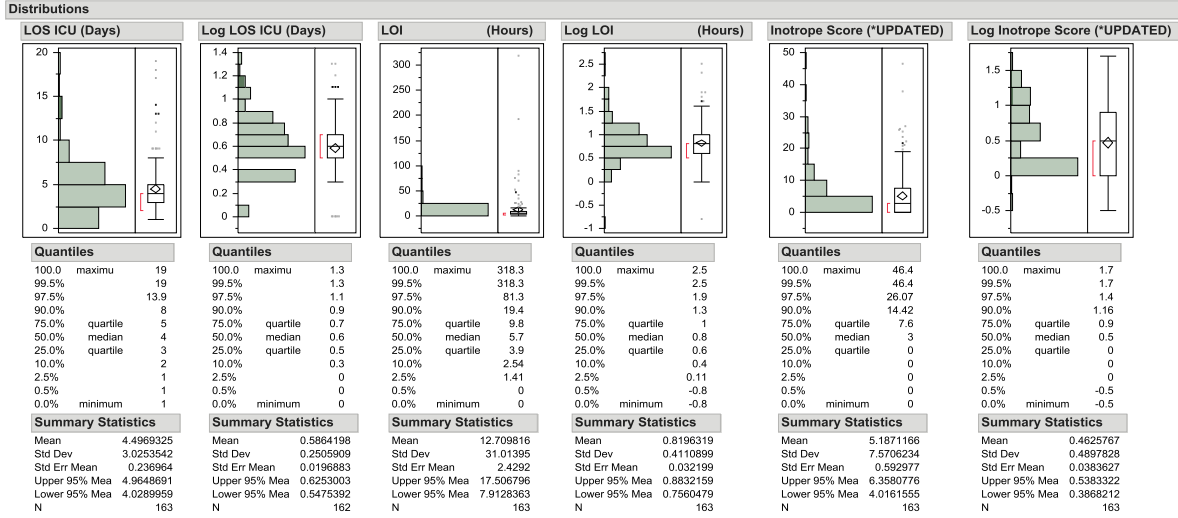 Distributions
LOS ICU (Days) Log LOS ICU (Days) LOI (Hours) Log LOI (Hours) Inotrope Score (*UPDATED) Log Inotrope Score (*UPDATED)
20 15 10 5 0
1.4 1.2 1 0.8 0.6 0.4 0.2 0
300 250 200 150 100 50 0
2.5 2 1.5 1 0.5 0 -0.5 -1
50 40 30 20 10 0
1.5 1 0.5 0 -0.5
Quantiles Quantiles Quantiles Quantiles Quantiles Quantiles
100.0 maximu 19 100.0 maximu 1.3 100.0 maximu 318.3 100.0 maximu 2.5 100.0 maximu 46.4 100.0 maximu 1.7
99.5% 19 99.5% 1.3 99.5% 318.3 99.5% 2.5 99.5% 46.4 99.5% 1.7
97.5% 13.9 97.5% 1.1 97.5% 81.3 97.5% 1.9 97.5% 26.07 97.5% 1.4
90.0% 8 90.0% 0.9 90.0% 19.4 90.0% 1.3 90.0% 14.42 90.0% 1.16
75.0% quartile 5 75.0% quartile 0.7 75.0% quartile 9.8 75.0% quartile 1 75.0% quartile 7.6 75.0% quartile 0.9
50.0% median 4 50.0% median 0.6 50.0% median 5.7 50.0% median 0.8 50.0% median 3 50.0% median 0.5
25.0% quartile 3 25.0% quartile 0.5 25.0% quartile 3.9 25.0% quartile 0.6 25.0% quartile 0 25.0% quartile 0
10.0% 2 10.0% 0.3 10.0% 2.54 10.0% 0.4 10.0% 0 10.0% 0
2.5% 1 2.5% 0 2.5% 1.41 2.5% 0.11 2.5% 0 2.5% 0
0.5% 1 0.5% 0 0.5% 0 0.5% -0.8 0.5% 0 0.5% -0.5
0.0% minimum 1 0.0% minimum 0 0.0% minimum 0 0.0% minimum -0.8 0.0% minimum 0 0.0% minimum -0.5
Summary Statistics Summary Statistics Summary Statistics Summary Statistics Summary Statistics Summary Statistics
Mean 4.4969325 Mean 0.5864198 Mean 12.709816 Mean 0.8196319 Mean 5.1871166 Mean 0.4625767
Std Dev 3.0253542 Std Dev 0.2505909 Std Dev 31.01395 Std Dev 0.4110899 Std Dev 7.5706234 Std Dev 0.4897828
Std Err Mean 0.236964 Std Err Mean 0.0196883 Std Err Mean 2.4292 Std Err Mean 0.032199 Std Err Mean 0.592977 Std Err Mean 0.0383627
Upper 95% Mea 4.9648691 Upper 95% Mea 0.6253003 Upper 95% Mea 17.506796 Upper 95% Mea 0.8832159 Upper 95% Mea 6.3580776 Upper 95% Mea 0.5383322
Lower 95% Mea 4.0289959 Lower 95% Mea 0.5475392 Lower 95% Mea 7.9128363 Lower 95% Mea 0.7560479 Lower 95% Mea 4.0161555 Lower 95% Mea 0.3868212
N 163 N 162 N 163 N 163 N 163 N 163